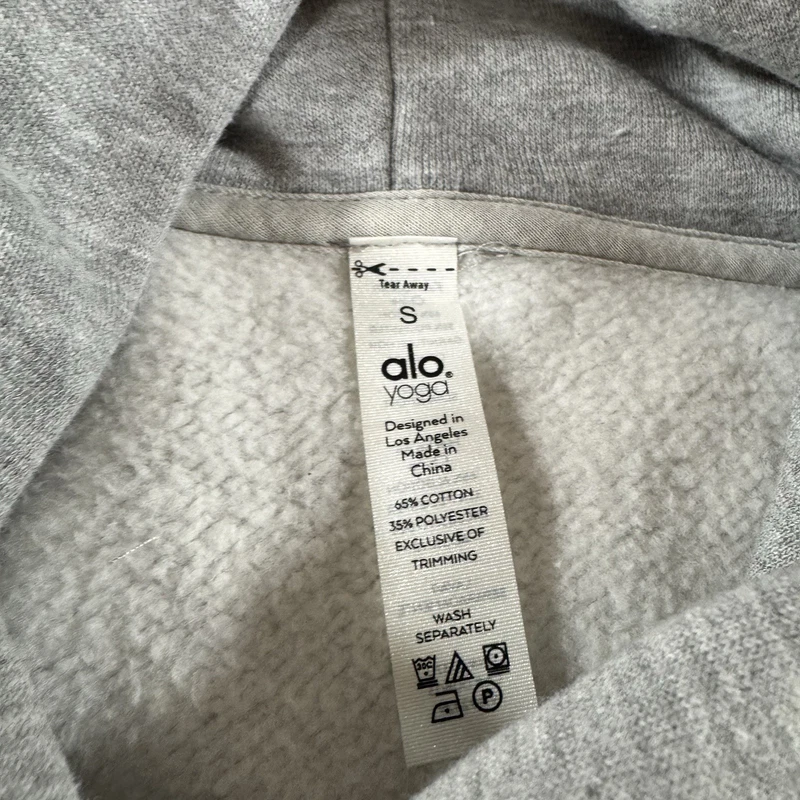 Tear Away
S
alo®
yoga
Designed in
Los Angeles
Made in
China
65% COTTON
35% POLYESTER
EXCLUSIVE OF
TRIMMING
WASH
SEPARATELY
30C
P